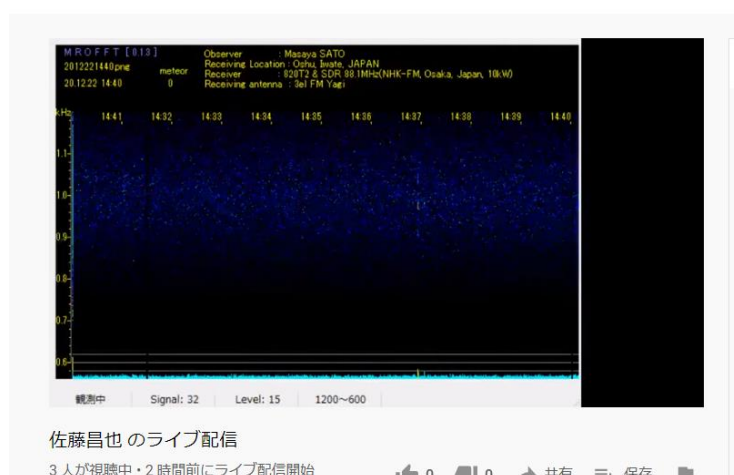 MROFFT [0.13]
2012221440.png
20.12.22 14:40
meteor
0
Observer : Masaya SATO
Receiving Location : Oshu, Iwate, JAPAN
Receiver : 820T2 & SDR 88.1MHz(NHK-FM, Osaka, Japan, 10kW)
Receiving antenna : 3el FM Yagi
kHz 14:41 14:32 14:33 14:34 14:35 14:36 14:37 14:38 14:39 14:40
1.1
1.0
0.9
0.8
0.7
0.6
観測中 Signal: 32 Level: 15 1200～600
佐藤昌也 のライブ配信
3 人が視聴中・2 時間前にライブ配信開始
0 0 共有 保存